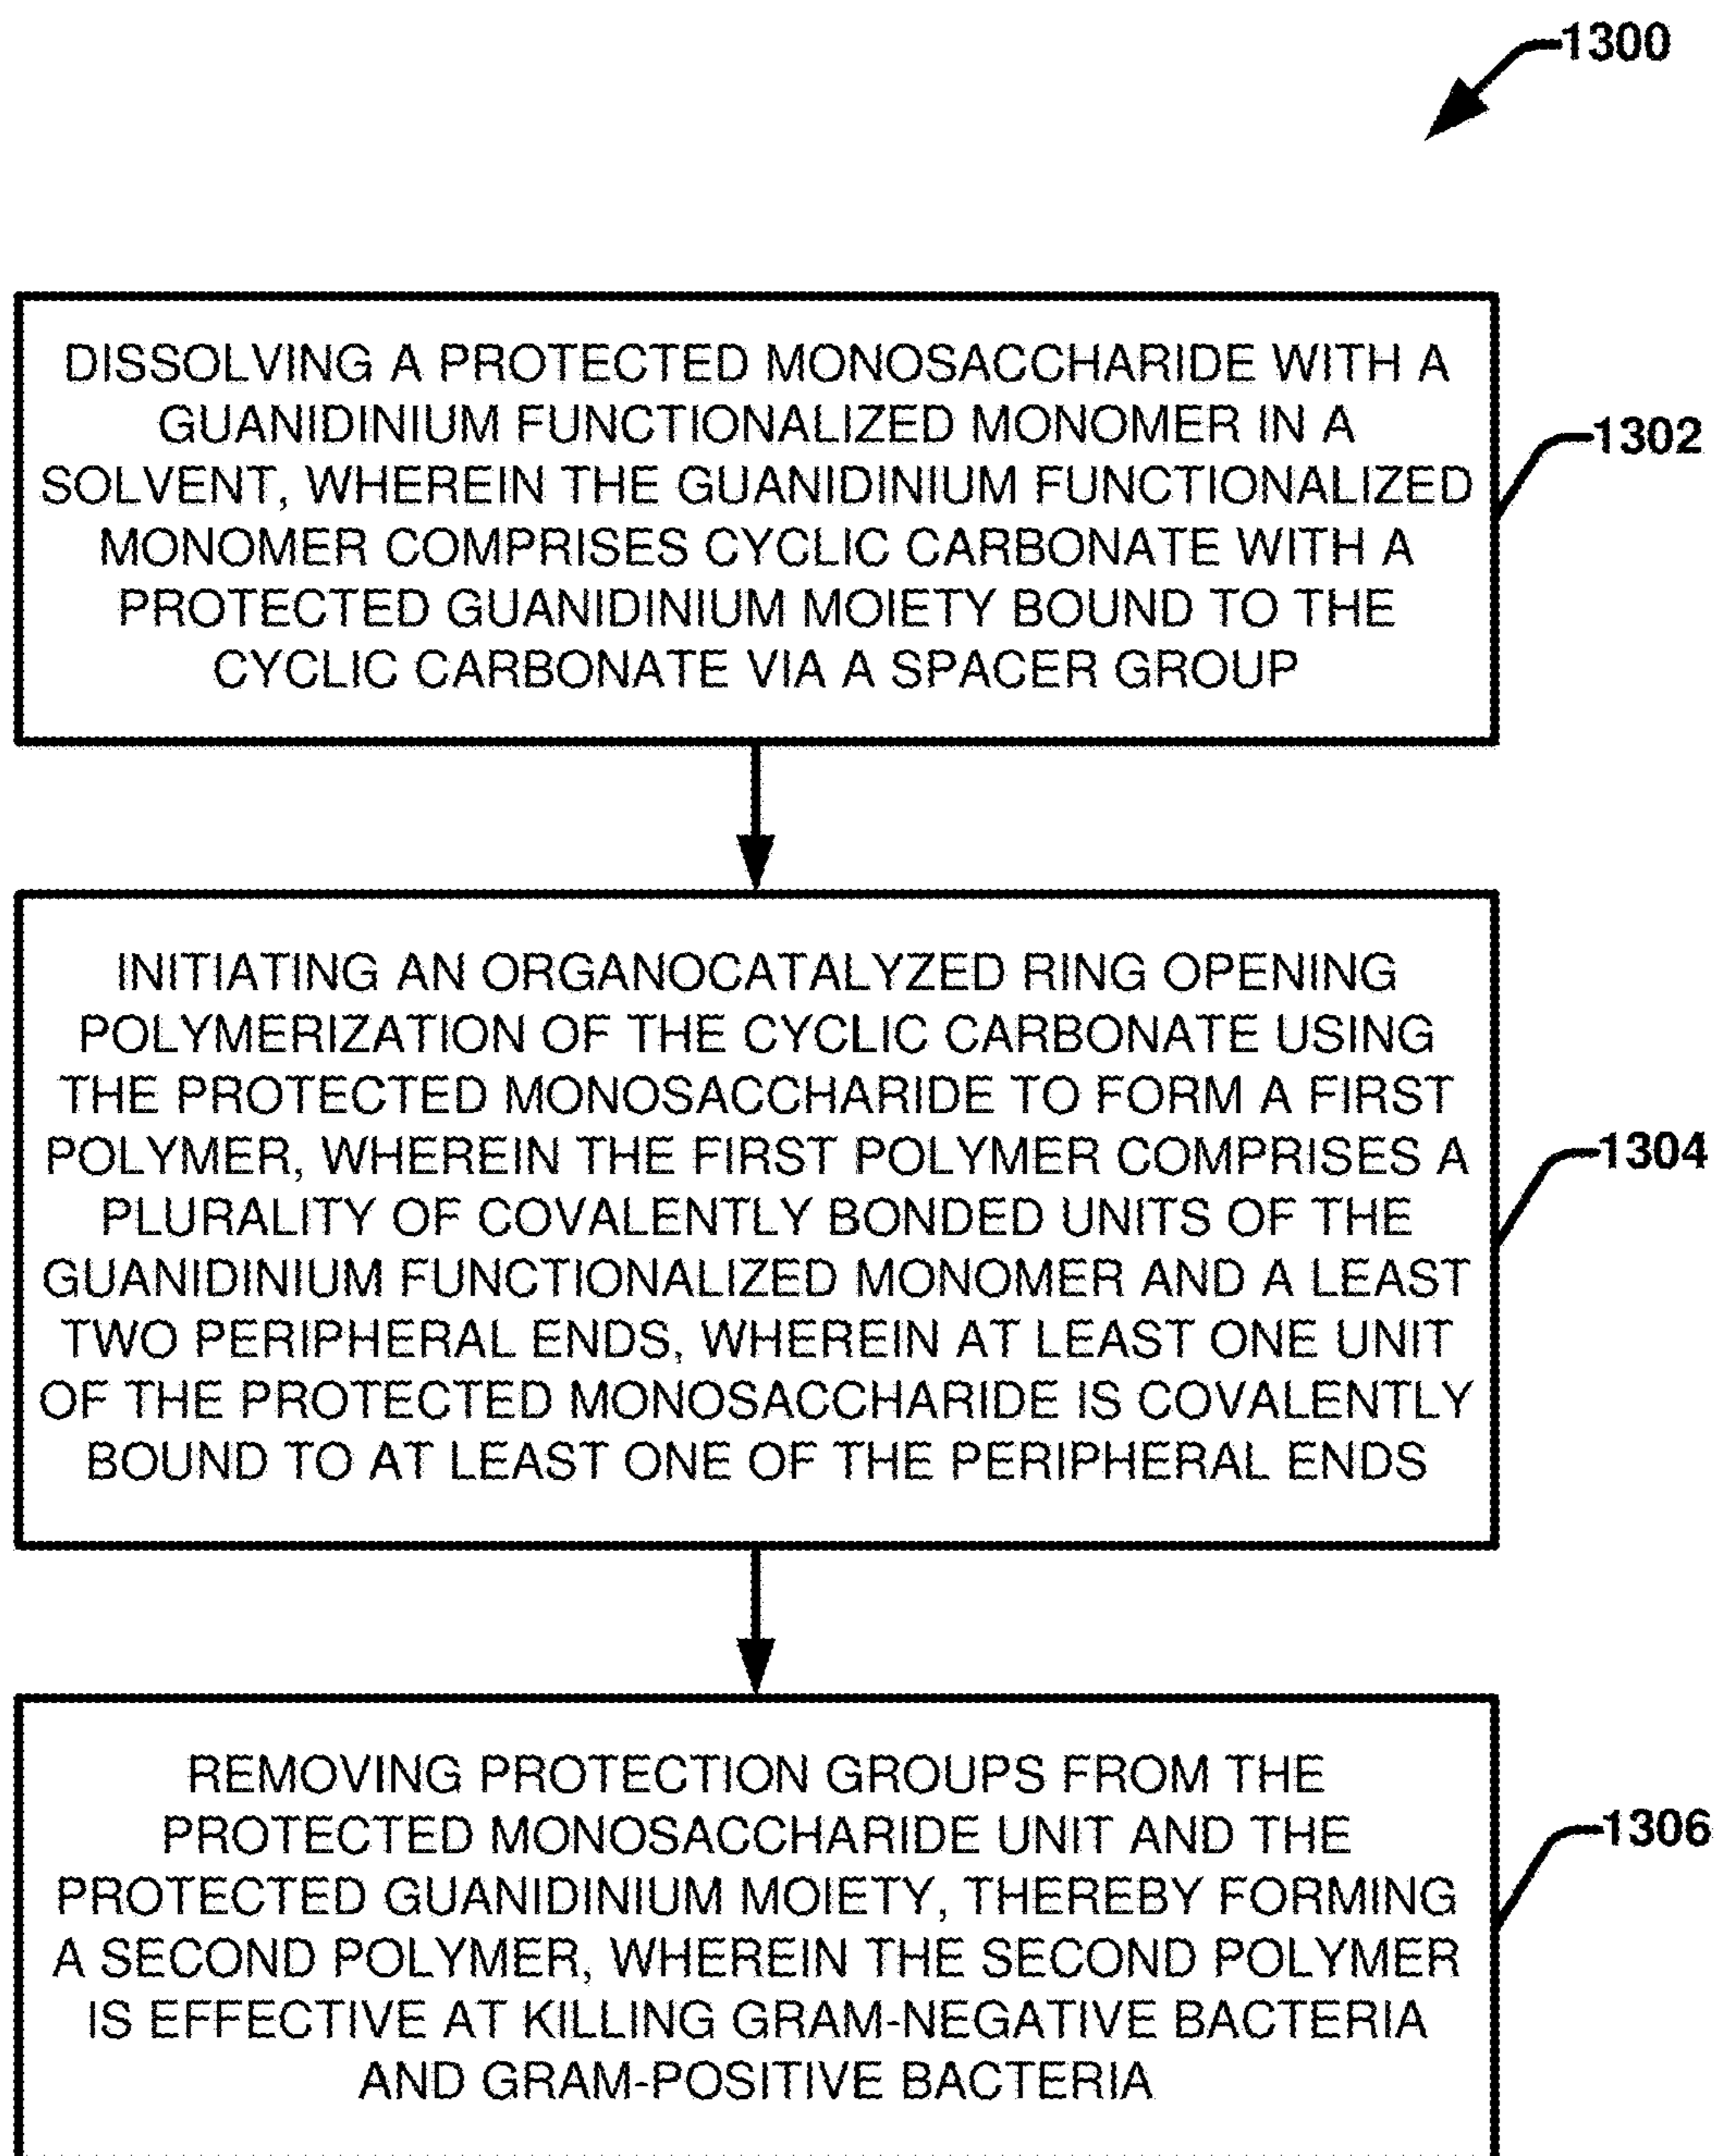 1300
DISSOLVING A PROTECTED MONOSACCHARIDE WITH A
GUANIDINIUM FUNCTIONALIZED MONOMER IN A
SOLVENT, WHEREIN THE GUANIDINIUM FUNCTIONALIZED
MONOMER COMPRISES CYCLIC CARBONATE WITH A
PROTECTED GUANIDINIUM MOIETY BOUND TO THE
CYCLIC CARBONATE VIA A SPACER GROUP
1302
INITIATING AN ORGANOCATALYZED RING OPENING
POLYMERIZATION OF THE CYCLIC CARBONATE USING
THE PROTECTED MONOSACCHARIDE TO FORM A FIRST
POLYMER, WHEREIN THE FIRST POLYMER COMPRISES A
PLURALITY OF COVALENTLY BONDED UNITS OF THE
GUANIDINIUM FUNCTIONALIZED MONOMER AND A LEAST
TWO PERIPHERAL ENDS, WHEREIN AT LEAST ONE UNIT
OF THE PROTECTED MONOSACCHARIDE IS COVALENTLY
BOUND TO AT LEAST ONE OF THE PERIPHERAL ENDS
1304
REMOVING PROTECTION GROUPS FROM THE
PROTECTED MONOSACCHARIDE UNIT AND THE
PROTECTED GUANIDINIUM MOIETY, THEREBY FORMING
A SECOND POLYMER, WHEREIN THE SECOND POLYMER
IS EFFECTIVE AT KILLING GRAM-NEGATIVE BACTERIA
AND GRAM-POSITIVE BACTERIA
1306